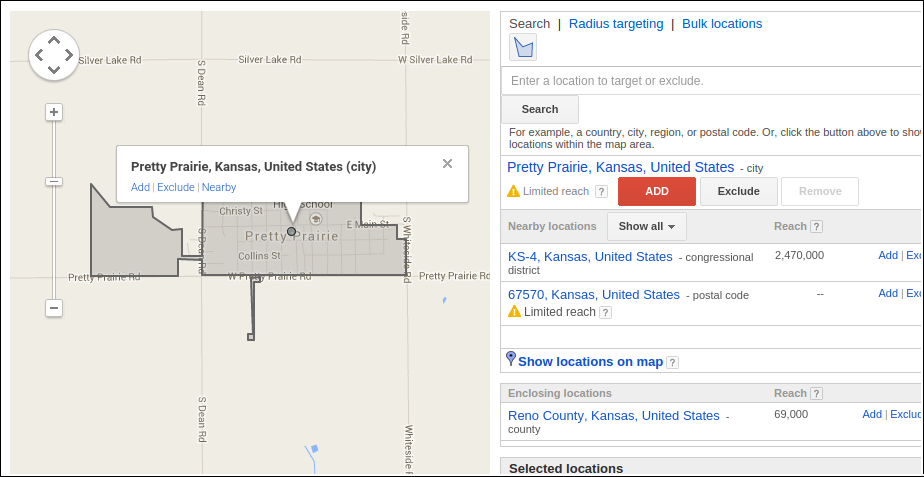 side Rd
Silver Lake Rd
Silver Lake Rd
W Silver Lake Rd
S Dean Rd
Pretty Prairie, Kansas, United States (city)
Add | Exclude | Nearby
High School
Christy St
E Main St
Pretty Prairie
S Dean Rd
S Whiteside Rd
Collins St
Pretty Prairie Rd
W Pretty Prairie Rd
Pretty Prairie Rd
S Dean Rd
Whiteside Rd
Search | Radius targeting | Bulk locations
Enter a location to target or exclude.
Search
For example, a country, city, region, or postal code. Or, click the button above to show
locations within the map area.
Pretty Prairie, Kansas, United States - city
Limited reach ? ADD Exclude Remove
Nearby locations Show all Reach ?
KS-4, Kansas, United States - congressional 2,470,000 Add | Exc
district
67570, Kansas, United States - postal code -- Add | Exc
Limited reach ?
Show locations on map ?
Enclosing locations Reach ?
Reno County, Kansas, United States - 69,000 Add | Exclud
county
Selected locations